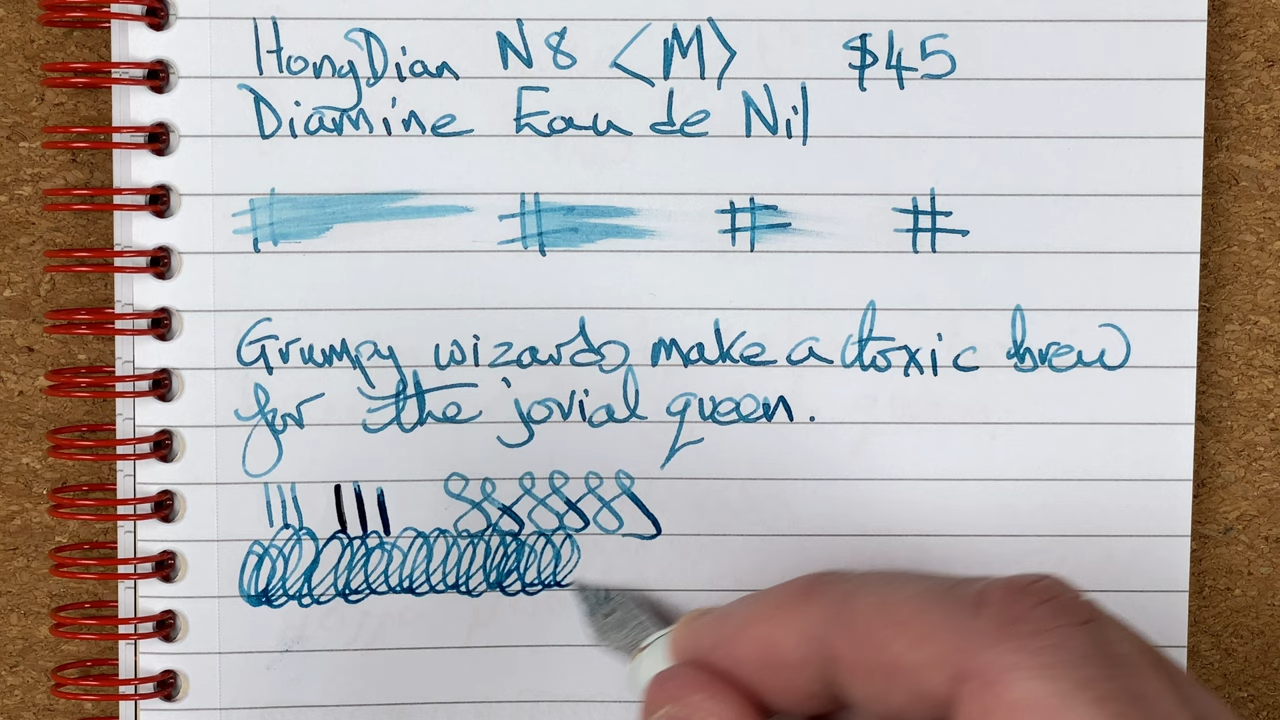 HongDian N8 <M> $45
Diamine Eau de Nil
# # # #
Grumpy wizards make a toxic brew
for the jovial queen.